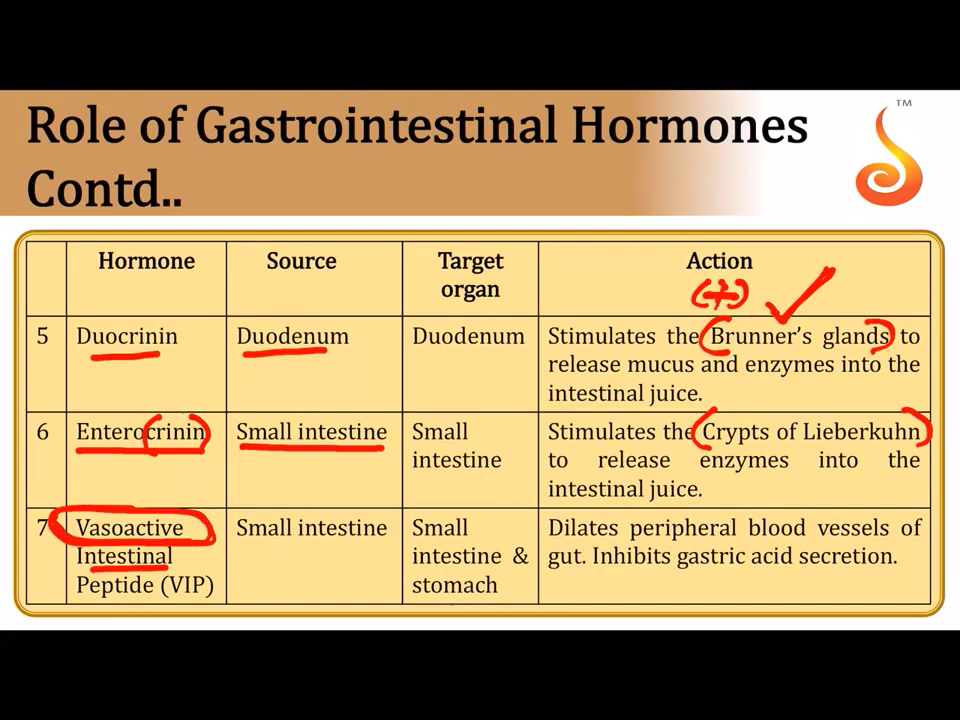 Role of Gastrointestinal Hormones
Contd..
TM
Hormone Source Target organ Action
(+)
5 Duocrinin Duodenum Duodenum Stimulates the Brunner's glands to
release mucus and enzymes into the
intestinal juice.
6 Enterocrinin Small intestine Small
intestine
Stimulates the Crypts of Lieberkuhn
to release enzymes into the
intestinal juice.
7 Vasoactive
Intestinal
Peptide (VIP)
Small intestine
Small
intestine &
stomach
Dilates peripheral blood vessels of
gut. Inhibits gastric acid secretion.